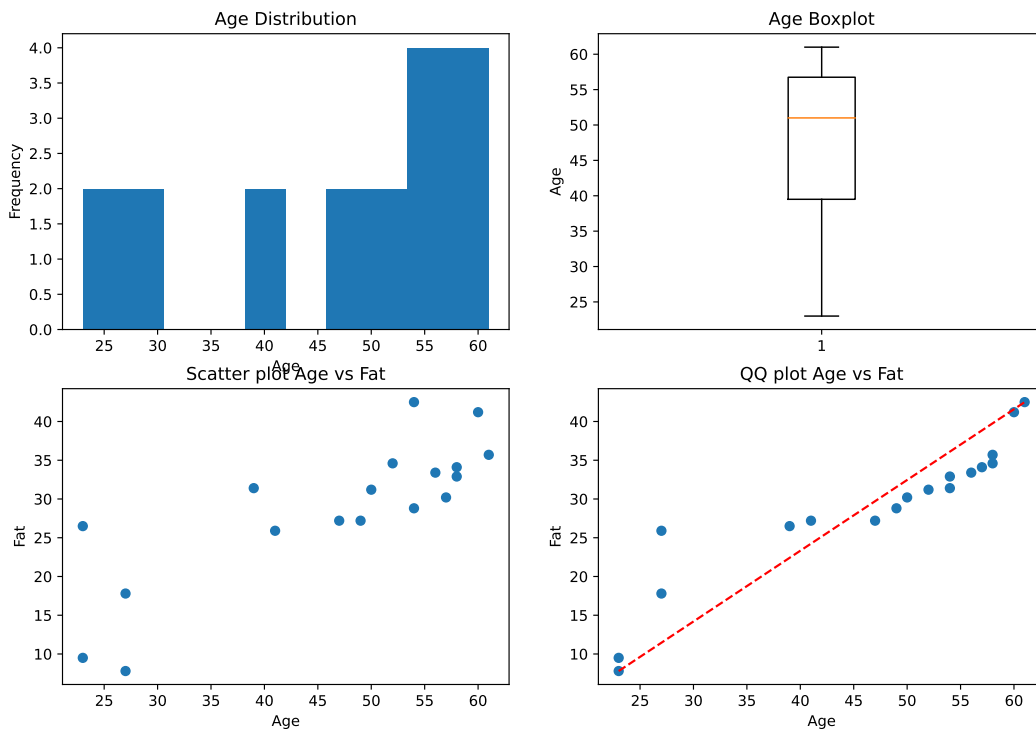 Age Distribution
Frequency
4.0
3.5
3.0
2.5
2.0
1.5
1.0
0.5
0.0
25 30 35 40 45 50 55 60
Age
Age Boxplot
Age
60
55
50
45
40
35
30
25
1
Scatter plot Age vs Fat
Fat
40
35
30
25
20
15
10
25 30 35 40 45 50 55 60
Age
QQ plot Age vs Fat
Fat
40
35
30
25
20
15
10
25 30 35 40 45 50 55 60
Age